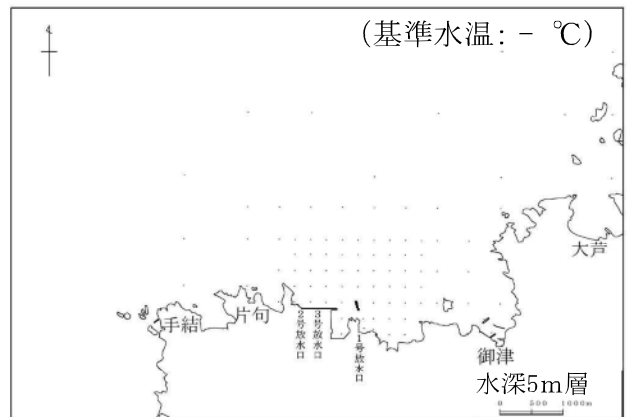 (基準水温:- ℃)
大芦
片句
手結
2号放水口
3号放水口
1号放水口
御津
水深5m層
0 500 1000m